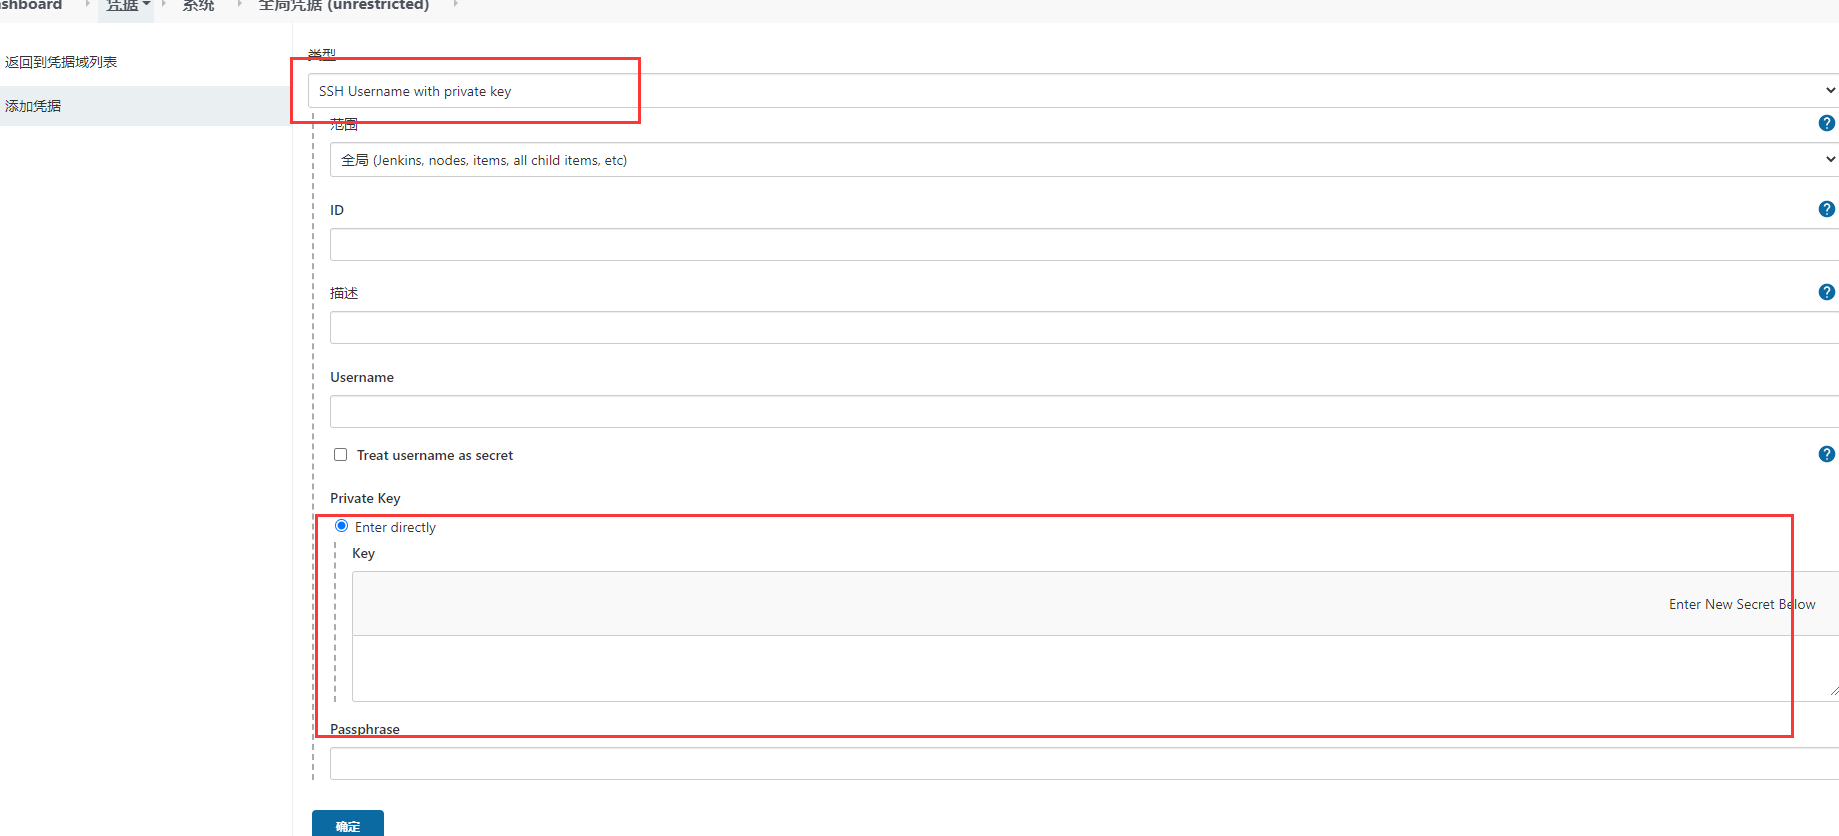 shboard 凭据 系统 全局凭据 (unrestricted)
返回到凭据域列表
添加凭据
类型
SSH Username with private key
范围
全局 (Jenkins, nodes, items, all child items, etc)
ID
描述
Username
Treat username as secret
Private Key
Enter directly
Key
Enter New Secret Below
Passphrase
确定